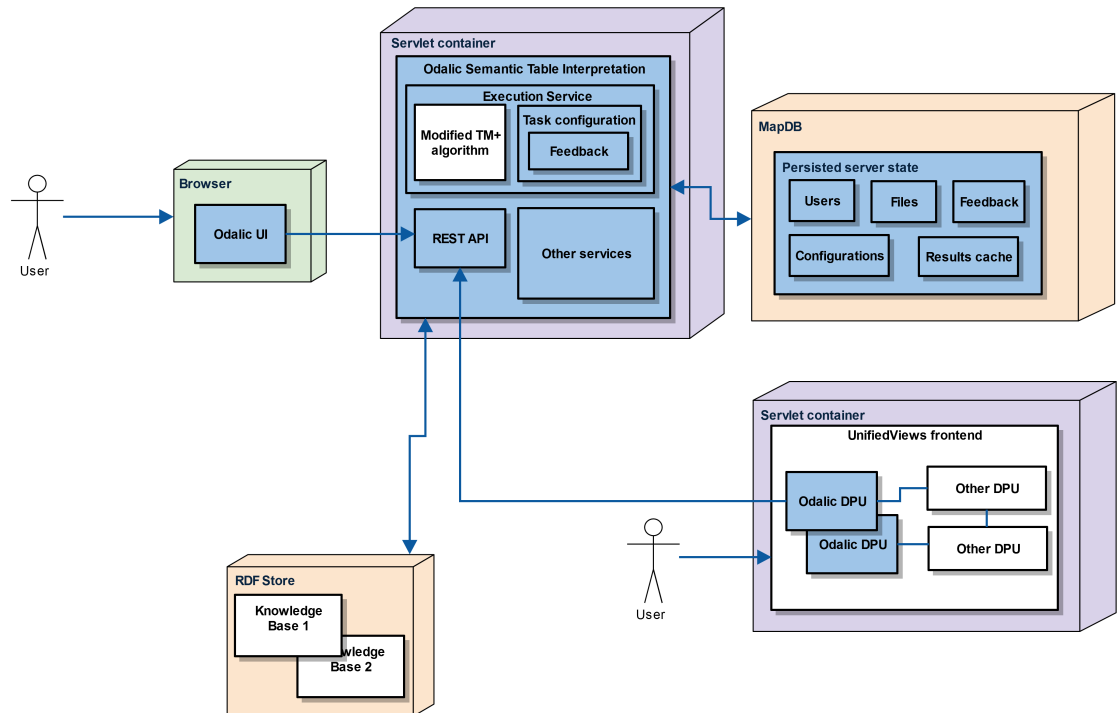 Servlet container
Odalic Semantic Table Interpretation
Execution Service
Modified TM+
algorithm
Task configuration
Feedback
REST API
Other services
MapDB
Persisted server state
Users
Files
Feedback
Configurations
Results cache
Browser
Odalic UI
User
Servlet container
UnifiedViews frontend
Odalic DPU
Other DPU
Odalic DPU
Other DPU
User
RDF Store
Knowledge
Base 1
wledge
Base 2